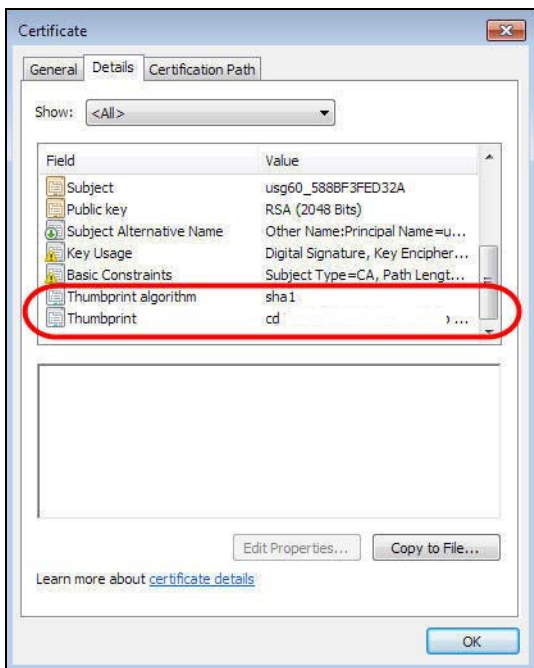 Certificate
General Details Certification Path
Show: <All>
Field Value
Subject usg60_588BF3FED32A
Public key RSA (2048 Bits)
Subject Alternative Name Other Name:Principal Name=u...
Key Usage Digital Signature, Key Encipher...
Basic Constraints Subject Type=CA, Path Lengt...
Thumbprint algorithm sha1
Thumbprint cd ...
Edit Properties... Copy to File...
Learn more about certificate details
OK